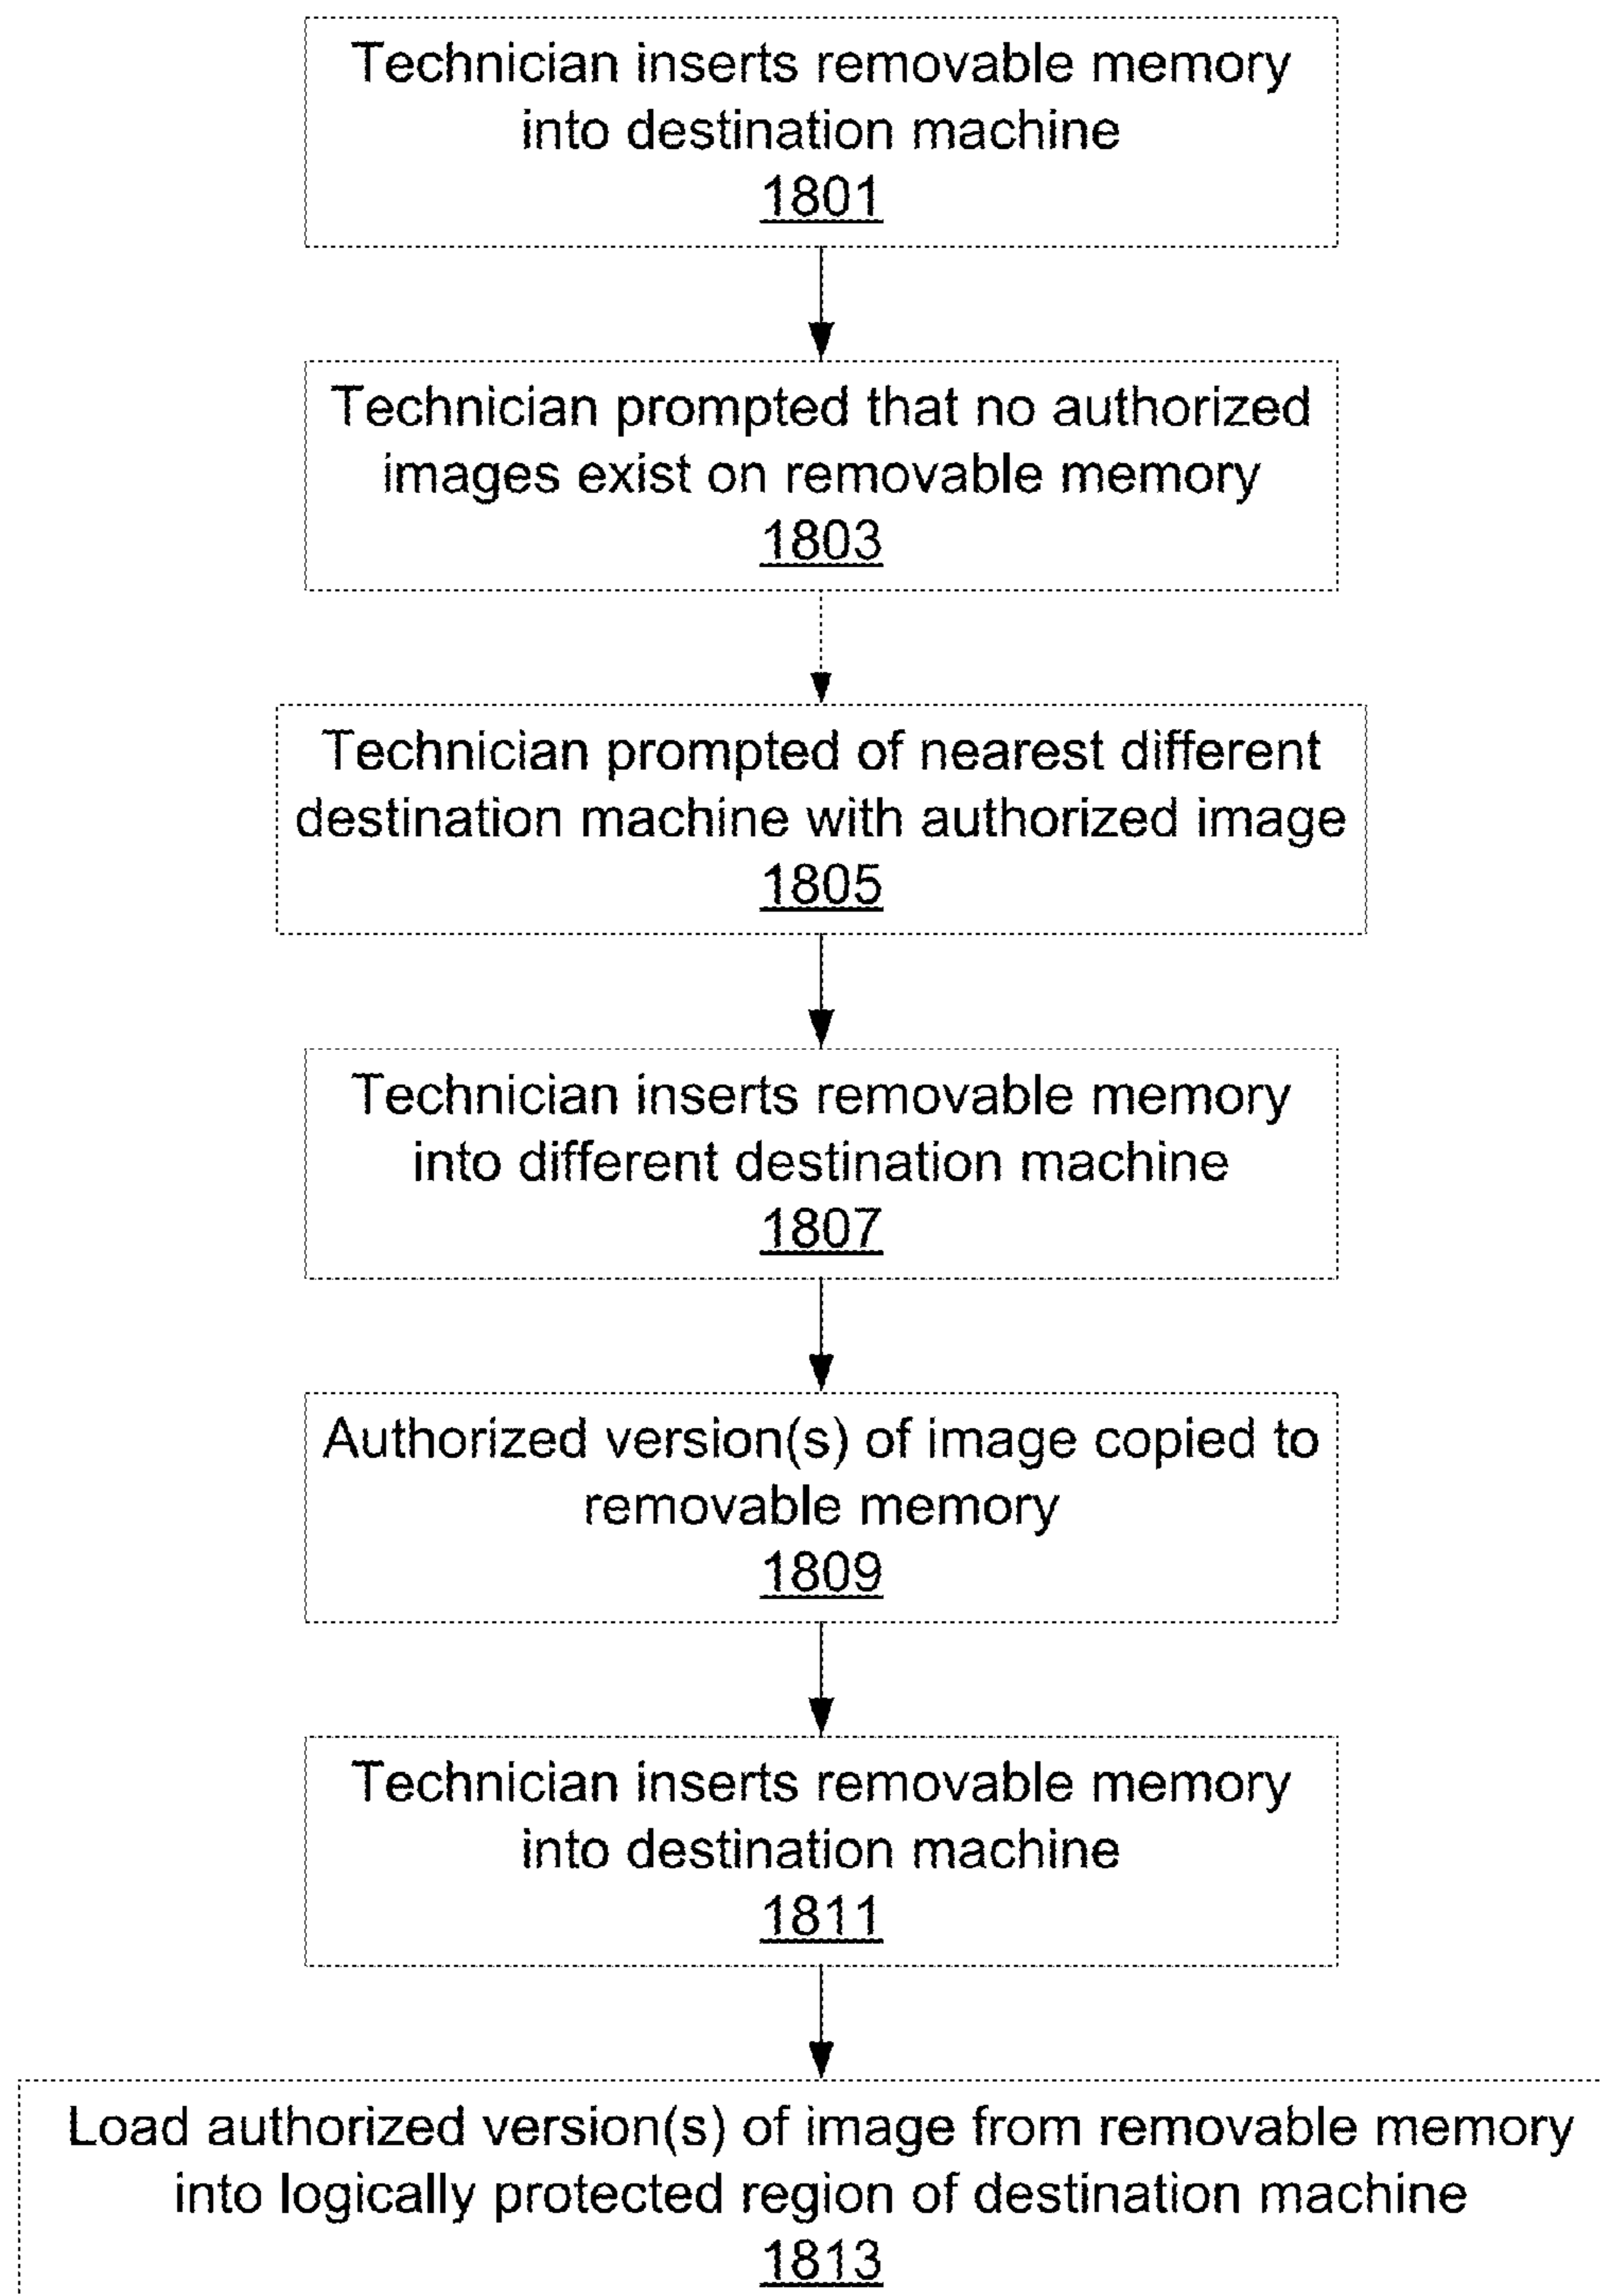 Technician inserts removable memory
into destination machine
1801
Technician prompted that no authorized
images exist on removable memory
1803
Technician prompted of nearest different
destination machine with authorized image
1805
Technician inserts removable memory
into different destination machine
1807
Authorized version(s) of image copied to
removable memory
1809
Technician inserts removable memory
into destination machine
1811
Load authorized version(s) of image from removable memory
into logically protected region of destination machine
1813